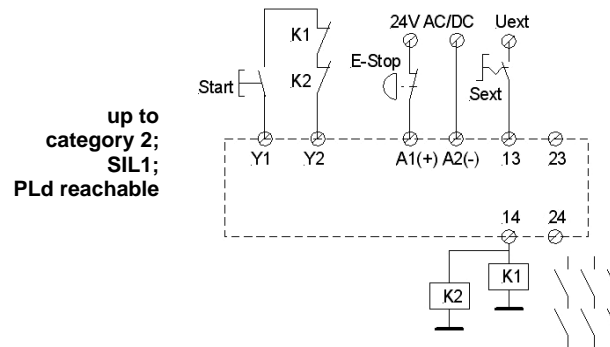 24V AC/DC
Uext
K1
E-Stop
Start
K2
Sext
up to
category 2;
SIL1;
PLd reachable
Y1
Y2
A1(+)
A2(-)
13
23
14
24
K1
K2